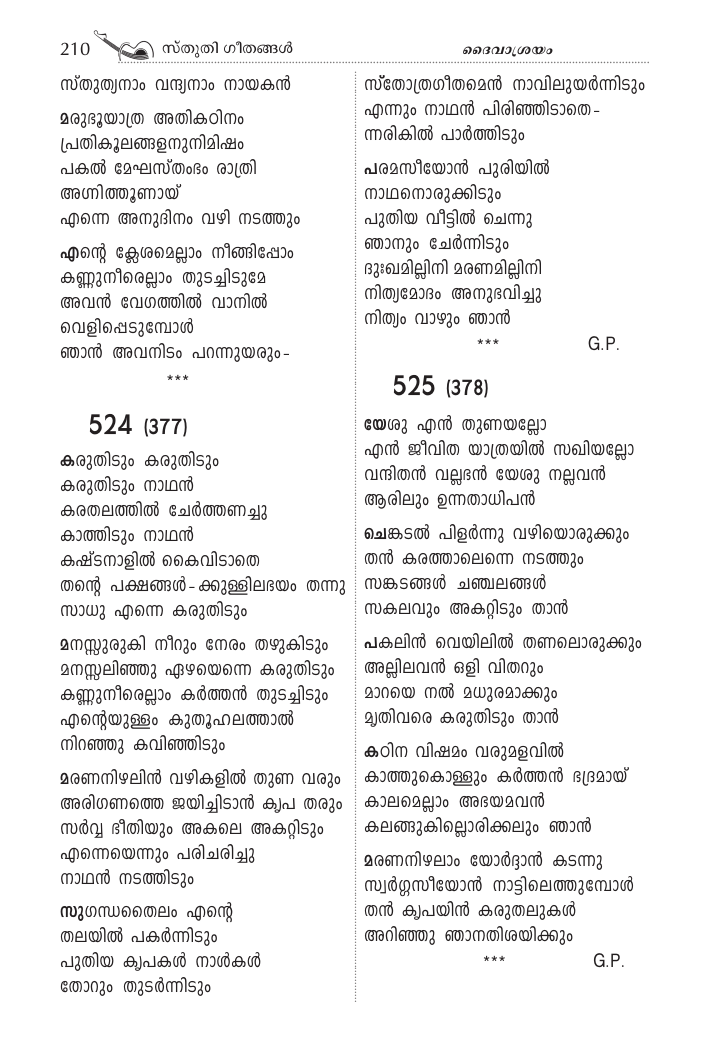 210 സ്തുതി ഗീതങ്ങൾ ദൈവാശ്രയം
സ്തുത്യനാം വന്ദ്യനാം നായകൻ
മരുഭൂയാത്ര അതികഠിനം
പ്രതികൂലങ്ങളനുനിമിഷം
പകൽ മേഘസ്തംഭം രാത്രി
അഗ്നിത്തൂണായ്
എന്നെ അനുദിനം വഴി നടത്തും
എന്റെ ക്ലേശമെല്ലാം നീങ്ങിപ്പോം
കണ്ണുനീരെല്ലാം തുടച്ചിടുമേ
അവൻ വേഗത്തിൽ വാനിൽ
വെളിപ്പെടുമ്പോൾ
ഞാൻ അവനിടം പറന്നുയരും-
***
524 (377)
കരുതിടും കരുതിടും
കരുതിടും നാഥൻ
കരതലത്തിൽ ചേർത്തണച്ചു
കാത്തിടും നാഥൻ
കഷ്ടനാളിൽ കൈവിടാതെ
തന്റെ പക്ഷങ്ങൾ-ക്കുള്ളിലഭയം തന്നു
സാധു എന്നെ കരുതിടും
മനസ്സുരുകി നീറും നേരം തഴുകിടും
മനസ്സലിഞ്ഞു ഏഴയെന്നെ കരുതിടും
കണ്ണുനീരെല്ലാം കർത്തൻ തുടച്ചിടും
എന്റെയുള്ളം കുതൂഹലത്താൽ
നിറഞ്ഞു കവിഞ്ഞിടും
മരണനിഴലിൻ വഴികളിൽ തുണ വരും
അരിഗണത്തെ ജയിച്ചിടാൻ കൃപ തരും
സർവ്വ ഭീതിയും അകലെ അകറ്റിടും
എന്നെയെന്നും പരിചരിച്ചു
നാഥൻ നടത്തിടും
സുഗന്ധതൈലം എന്റെ
തലയിൽ പകർന്നിടും
പുതിയ കൃപകൾ നാൾകൾ
തോറും തുടർന്നിടും
സ്തോത്രഗീതമെൻ നാവിലുയർന്നിടും
എന്നും നാഥൻ പിരിഞ്ഞിടാതെ-
ന്നരികിൽ പാർത്തിടും
പരമസീയോൻ പുരിയിൽ
നാഥനൊരുക്കിടും
പുതിയ വീട്ടിൽ ചെന്നു
ഞാനും ചേർന്നിടും
ദുഃഖമില്ലിനി മരണമില്ലിനി
നിത്യമോദം അനുഭവിച്ചു
നിത്യം വാഴും ഞാൻ
*** G.P.
525 (378)
യേശു എൻ തുണയല്ലോ
എൻ ജീവിത യാത്രയിൽ സഖിയല്ലോ
വന്ദിതൻ വല്ലഭൻ യേശു നല്ലവൻ
ആരിലും ഉന്നതാധിപൻ
ചെങ്കടൽ പിളർന്നു വഴിയൊരുക്കും
തൻ കരത്താലെന്നെ നടത്തും
സങ്കടങ്ങൾ ചഞ്ചലങ്ങൾ
സകലവും അകറ്റിടും താൻ
പകലിൻ വെയിലിൽ തണലൊരുക്കും
അല്ലിലവൻ ഒളി വിതറും
മാറയെ നൽ മധുരമാക്കും
മൃതിവരെ കരുതിടും താൻ
കഠിന വിഷമം വരുമളവിൽ
കാത്തുകൊള്ളും കർത്തൻ ഭദ്രമായ്
കാലമെല്ലാം അഭയമവൻ
കലങ്ങുകില്ലൊരിക്കലും ഞാൻ
മരണനിഴലാം യോർദ്ദാൻ കടന്നു
സ്വർഗ്ഗസീയോൻ നാട്ടിലെത്തുമ്പോൾ
തൻ കൃപയിൻ കരുതലുകൾ
അറിഞ്ഞു ഞാനതിശയിക്കും
*** G.P.